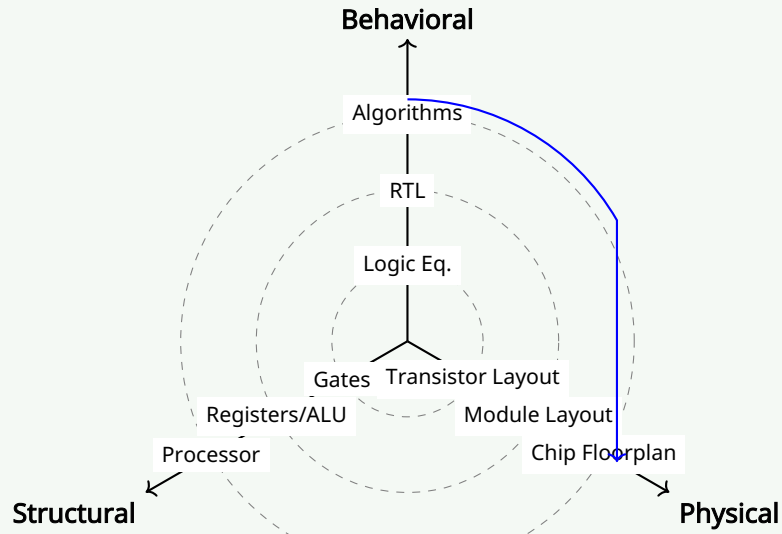 Behavioral
Algorithms
RTL
Logic Eq.
Gates
Transistor Layout
Registers/ALU
Module Layout
Processor
Chip Floorplan
Structural
Physical